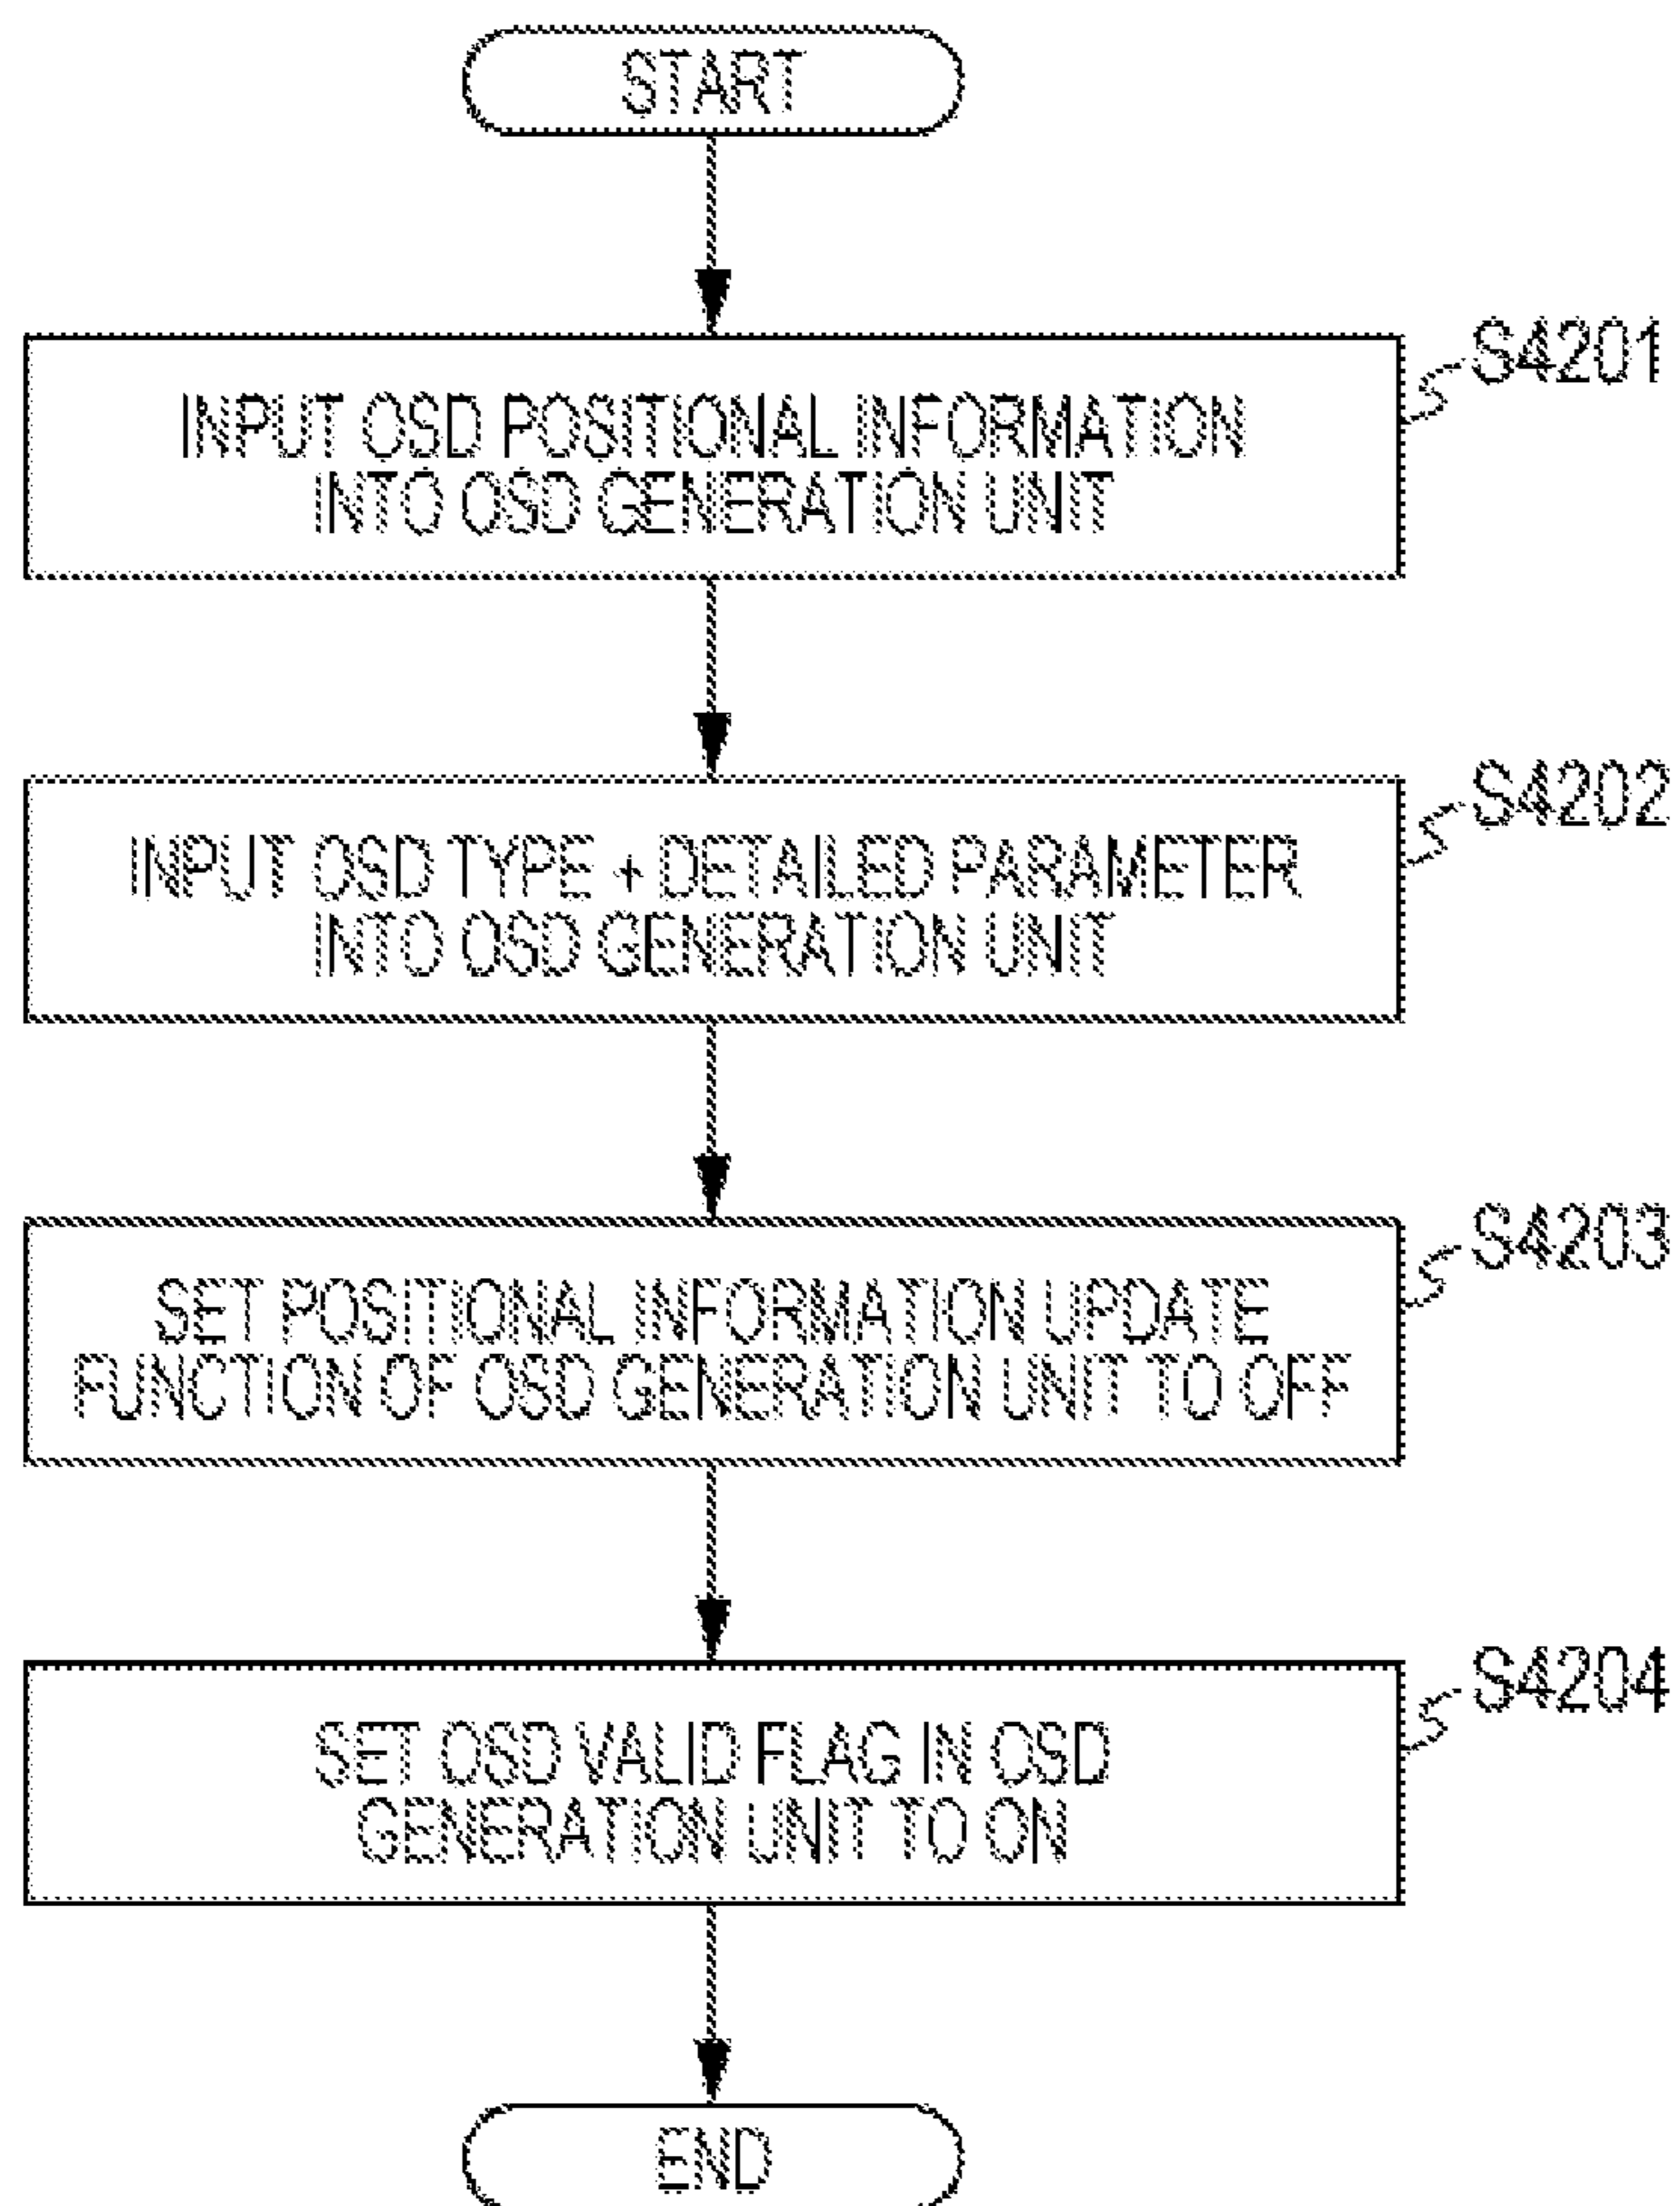 START
S4201
INPUT OSD POSITIONAL INFORMATION
INTO OSD GENERATION UNIT
S4202
INPUT OSD TYPE + DETAILED PARAMETER
INTO OSD GENERATION UNIT
S4203
SET POSITIONAL INFORMATION UPDATE
FUNCTION OF OSD GENERATION UNIT TO OFF
S4204
SET OSD VALID FLAG IN OSD
GENERATION UNIT TO ON
END